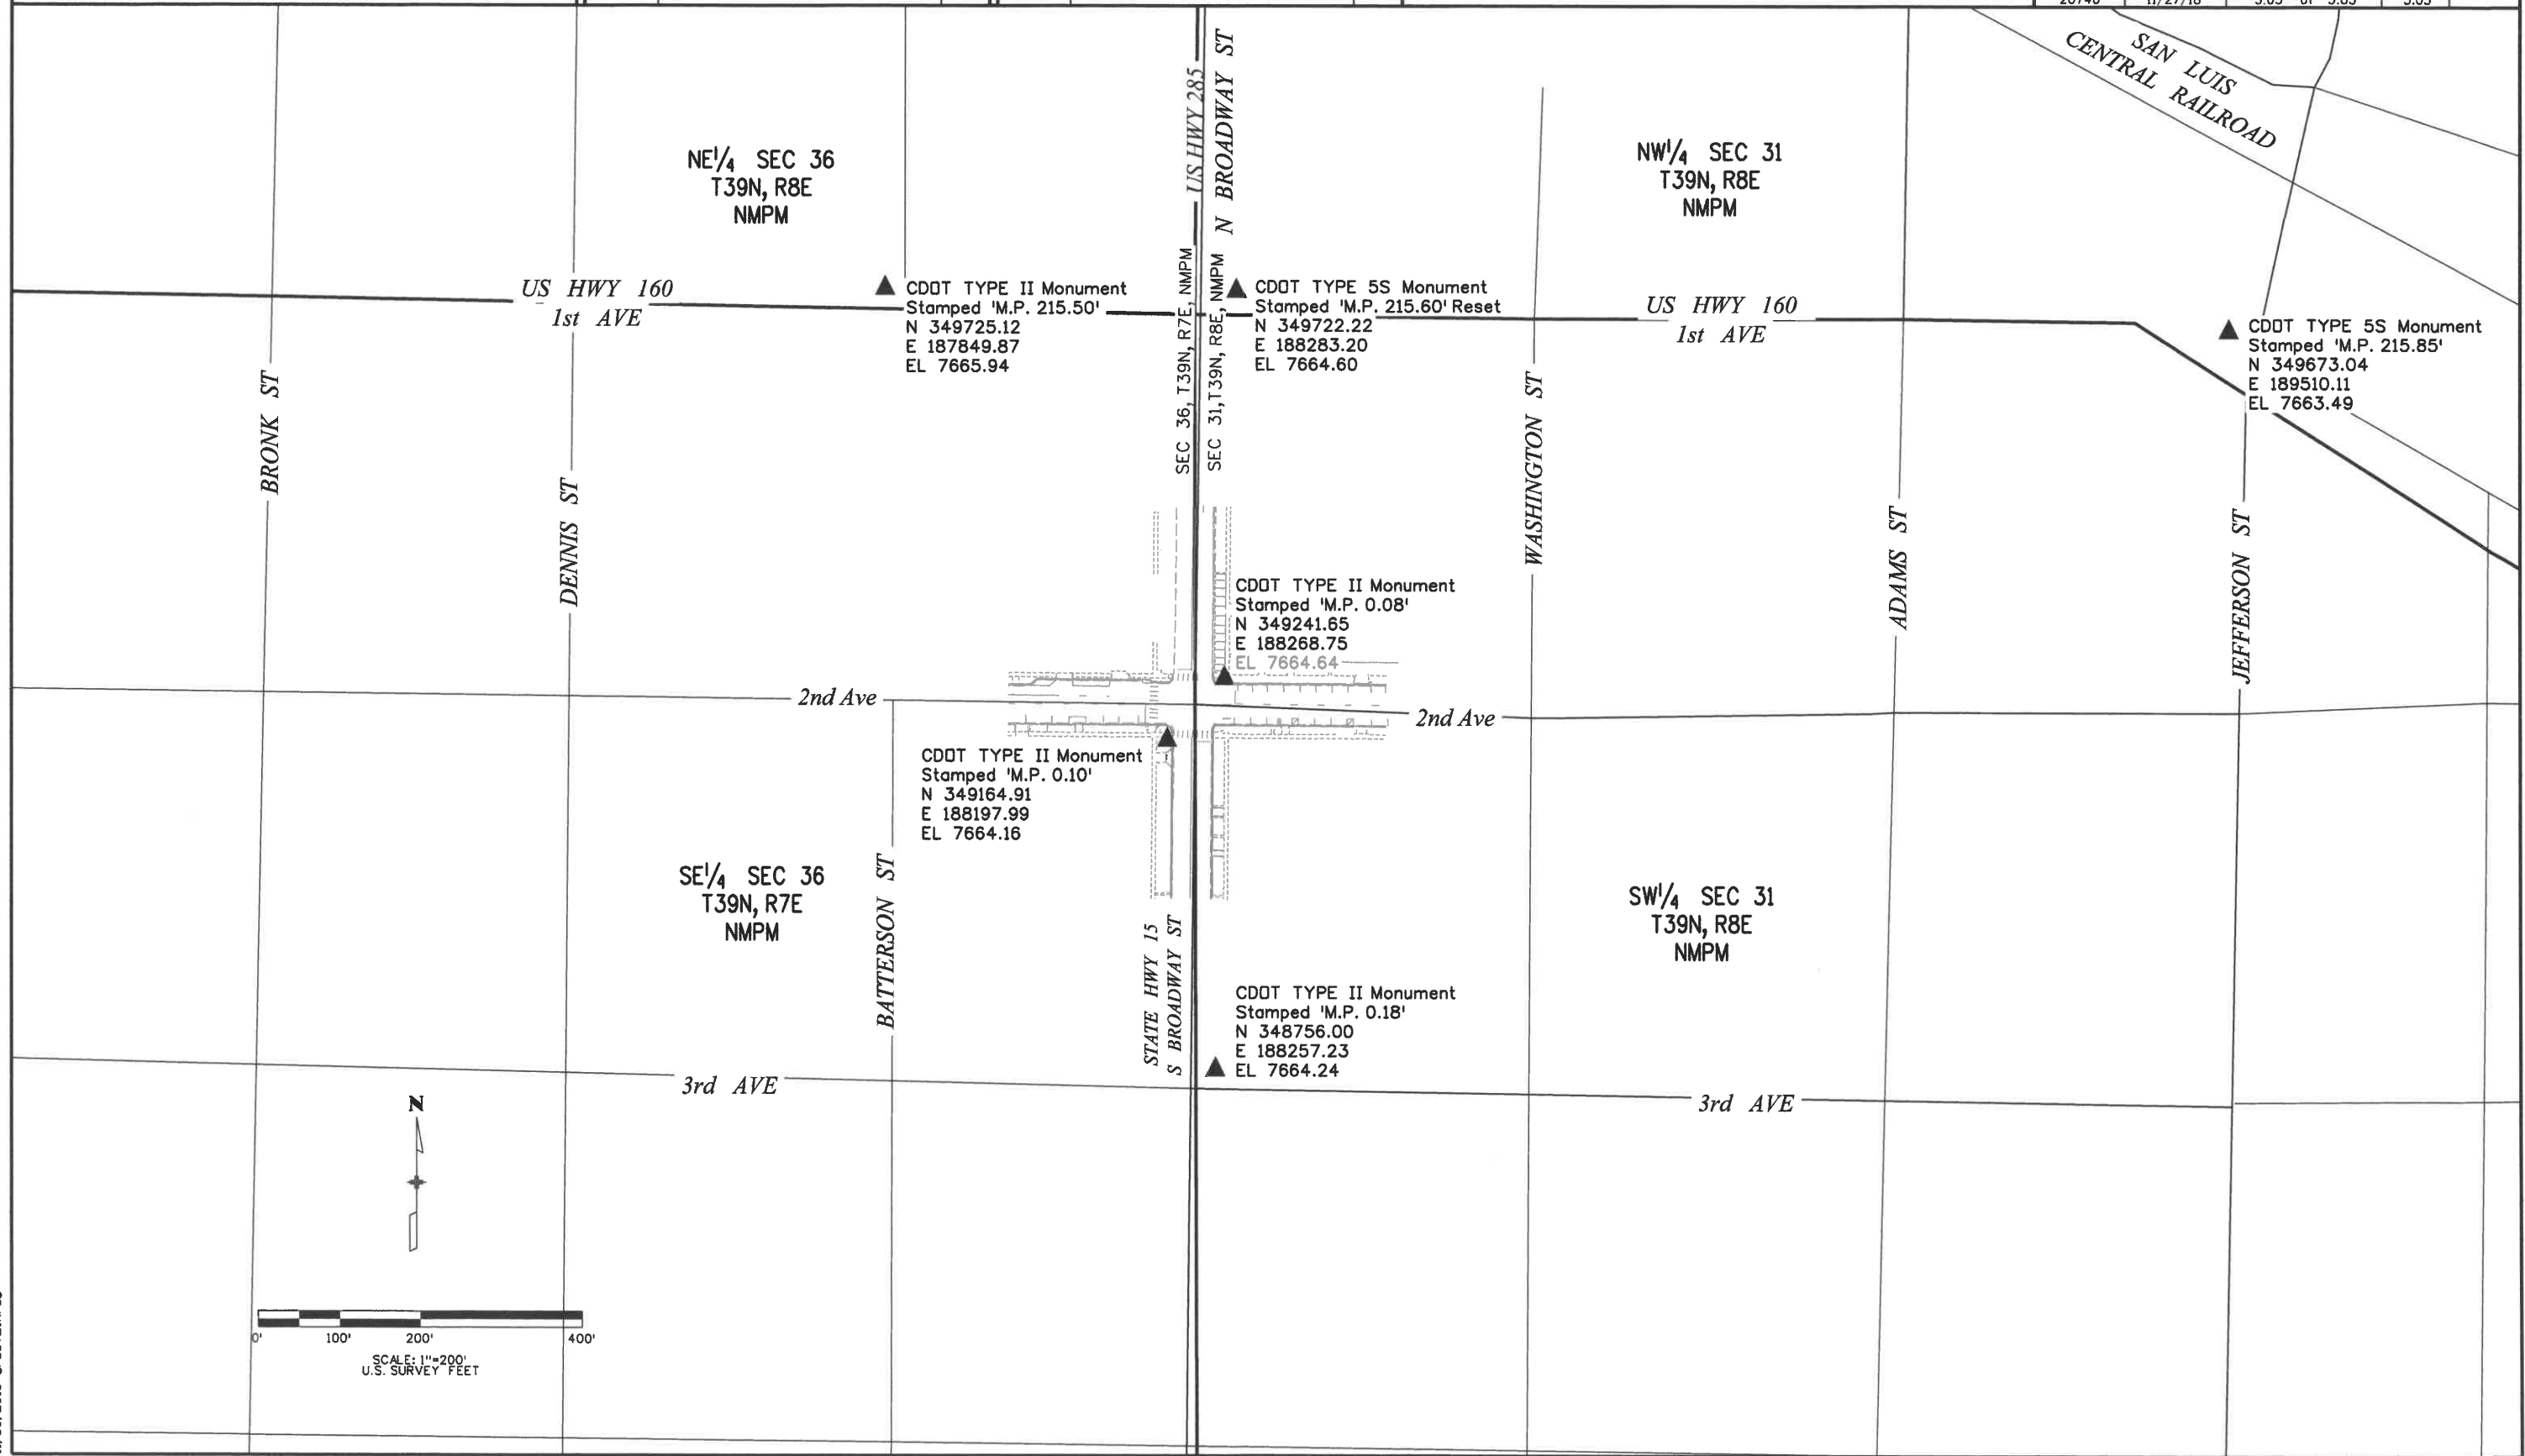 SAN LUIS
CENTRAL RAILROAD
US HWY 285
N BROADWAY ST
NE1/4 SEC 36
T39N, R8E
NMPM
NW1/4 SEC 31
T39N, R8E
NMPM
SEC 36, T39N, R7E, NMPM
SEC 31, T39N, R8E, NMPM
US HWY 160
1st AVE
CDOT TYPE II Monument
Stamped 'M.P. 215.50'
N 349725.12
E 187849.87
EL 7665.94
CDOT TYPE 5S Monument
Stamped 'M.P. 215.60' Reset
N 349722.22
E 188283.20
EL 7664.60
US HWY 160
1st AVE
CDOT TYPE 5S Monument
Stamped 'M.P. 215.85'
N 349673.04
E 189510.11
EL 7663.49
BRONK ST
DENNIS ST
WASHINGTON ST
ADAMS ST
JEFFERSON ST
CDOT TYPE II Monument
Stamped 'M.P. 0.08'
N 349241.65
E 188268.75
EL 7664.64
2nd Ave
2nd Ave
CDOT TYPE II Monument
Stamped 'M.P. 0.10'
N 349164.91
E 188197.99
EL 7664.16
SE1/4 SEC 36
T39N, R7E
NMPM
BATTERSON ST
STATE HWY 15
S BROADWAY ST
SW1/4 SEC 31
T39N, R8E
NMPM
CDOT TYPE II Monument
Stamped 'M.P. 0.18'
N 348756.00
E 188257.23
EL 7664.24
3rd AVE
3rd AVE
N
0' 100' 200' 400'
SCALE: 1"=200'
U.S. SURVEY FEET